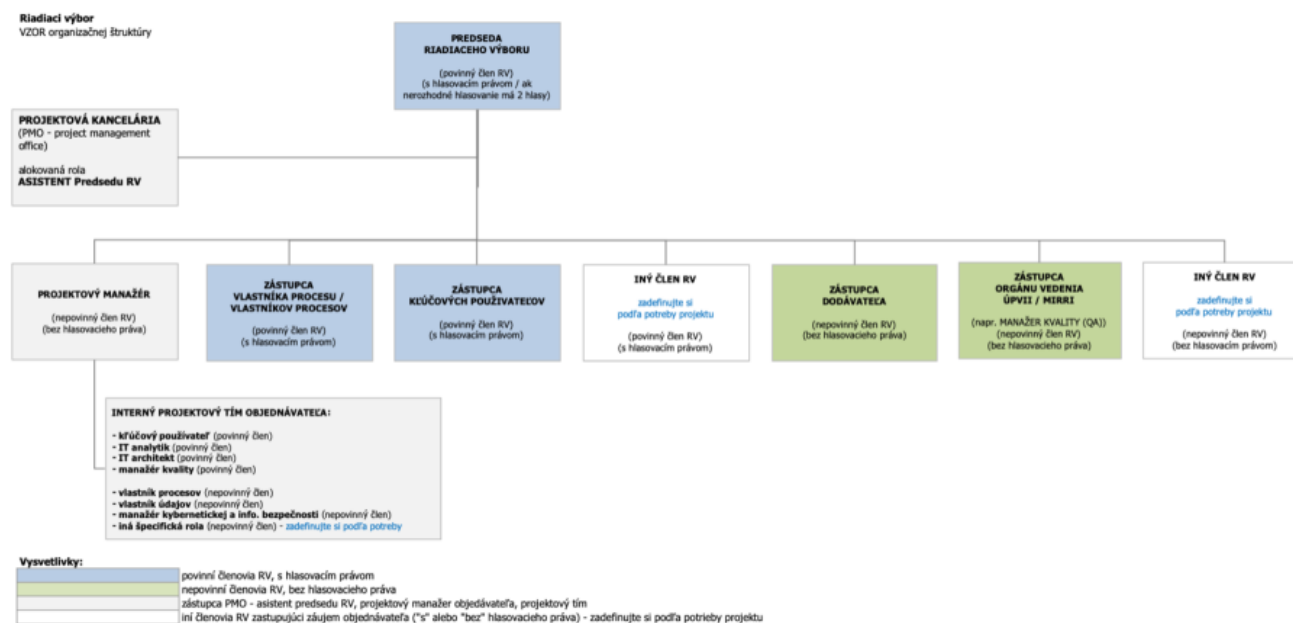 Riadiaci výbor
VZOR organizačnej štruktúry
PREDSEDA
RIADIACEHO VÝBORU
(povinný člen RV)
(s hlasovacím právom / ak
nerozhodné hlasovanie má 2 hlasy)
PROJEKTOVÁ KANCELÁRIA
(PMO - project management
office)
alokovaná rola
ASISTENT Predsedu RV
PROJEKTOVÝ MANAŽÉR
(nepovinný člen RV)
(bez hlasovacieho práva)
ZÁSTUPCA
VLASTNÍKA PROCESU /
VLASTNÍKOV PROCESOV
(povinný člen RV)
(s hlasovacím právom)
ZÁSTUPCA
KĽÚČOVÝCH POUŽIVATEĽOV
(povinný člen RV)
(s hlasovacím právom)
INÝ ČLEN RV
zadefinujte si
podľa potreby projektu
(povinný člen RV)
(s hlasovacím právom)
ZÁSTUPCA
DODÁVATEĽA
(nepovinný člen RV)
(bez hlasovacieho práva)
ZÁSTUPCA
ORGÁNU VEDENIA
ÚPVII / MIRRI
(napr. MANAŽER KVALITY (QA))
(nepovinný člen RV)
(bez hlasovacieho práva)
INÝ ČLEN RV
zadefinujte si
podľa potreby projektu
(nepovinný člen RV)
(bez hlasovacieho právom)
INTERNÝ PROJEKTOVÝ TÍM OBJEDNÁVATEĽA:
- kľúčový používateľ (povinný člen)
- IT analytik (povinný člen)
- IT architekt (povinný člen)
- manažér kvality (povinný člen)
- vlastník procesov (nepovinný člen)
- vlastník údajov (nepovinný člen)
- manažér kybernetickej a info. bezpečnosti (nepovinný člen)
- iná špecifická rola (nepovinný člen) - zadefinujte si podľa potreby
Vysvetlivky:
povinní členovia RV, s hlasovacím právom
nepovinní členovia RV, bez hlasovacieho práva
zástupca PMO - asistent predsedu RV, projektový manažer objedávateľa, projektový tím
iní členovia RV zastupujúci záujem objednávateľa ("s" alebo "bez" hlasovacieho práva) - zadefinujte si podľa potrieby projektu